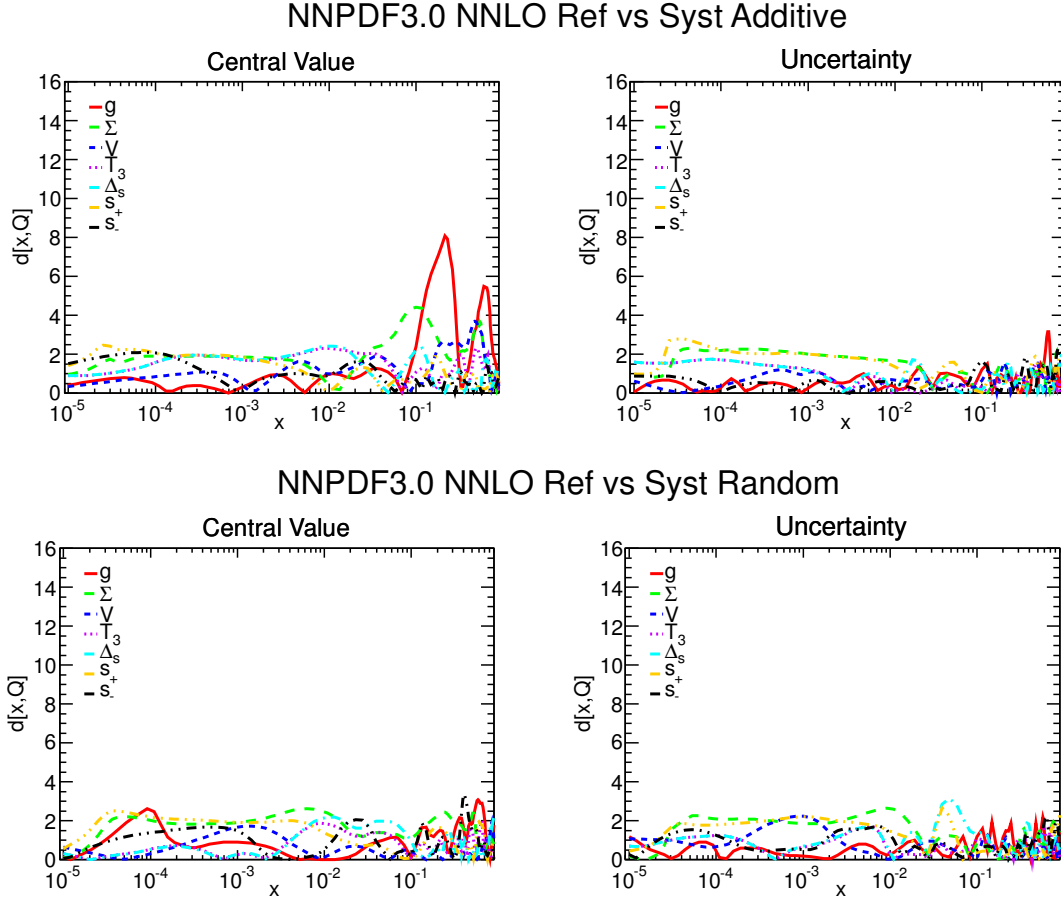 NNPDF3.0 NNLO Ref vs Syst Additive
Central Value
16
14
12
10
8
6
4
2
0
d[x,Q]
g
Σ
V
T3
Δs
s+
s-
10^-5 10^-4 10^-3 10^-2 10^-1
x
Uncertainty
16
14
12
10
8
6
4
2
0
d[x,Q]
g
Σ
V
T3
Δs
s+
s-
10^-5 10^-4 10^-3 10^-2 10^-1
x
NNPDF3.0 NNLO Ref vs Syst Random
Central Value
16
14
12
10
8
6
4
2
0
d[x,Q]
g
Σ
V
T3
Δs
s+
s-
10^-5 10^-4 10^-3 10^-2 10^-1
x
Uncertainty
16
14
12
10
8
6
4
2
0
d[x,Q]
g
Σ
V
T3
Δs
s+
s-
10^-5 10^-4 10^-3 10^-2 10^-1
x